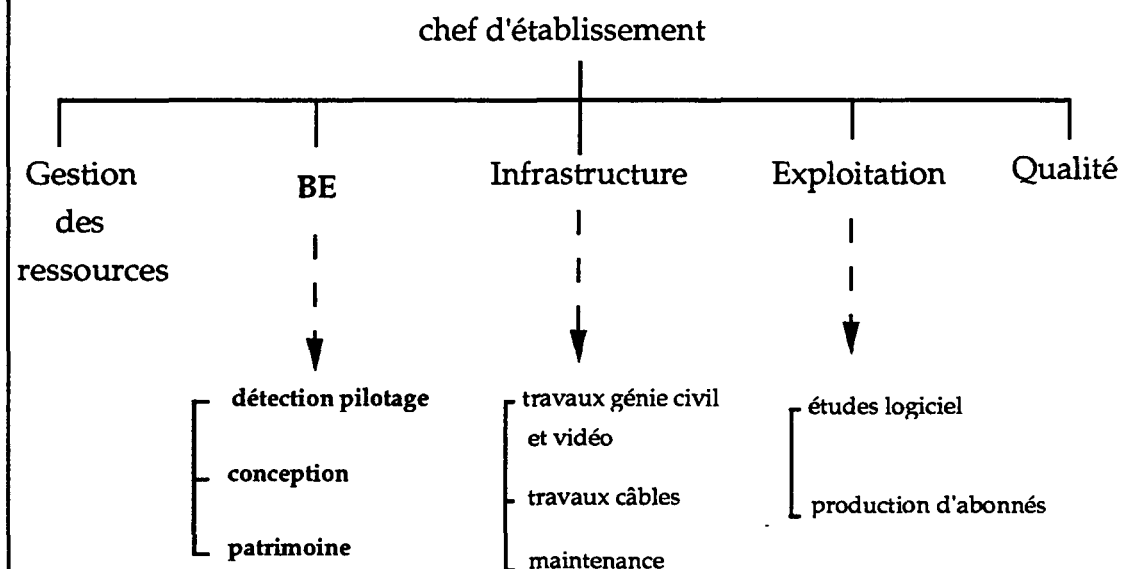 chef d'établissement
Gestion
des
ressources
BE
Infrastructure
Exploitation
Qualité
détection pilotage
conception
patrimoine
travaux génie civil
et vidéo
travaux câbles
maintenance
études logiciel
production d'abonnés